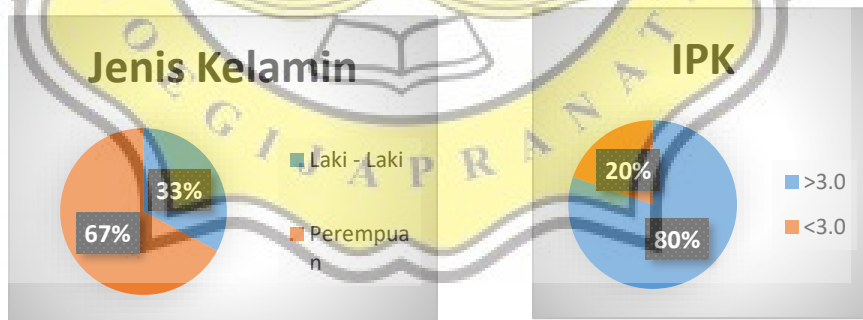 Jenis Kelamin
33%
67%
Laki - Laki
Perempua
n
IPK
20%
80%
>3.0
<3.0
O E G I J A P R A N A T